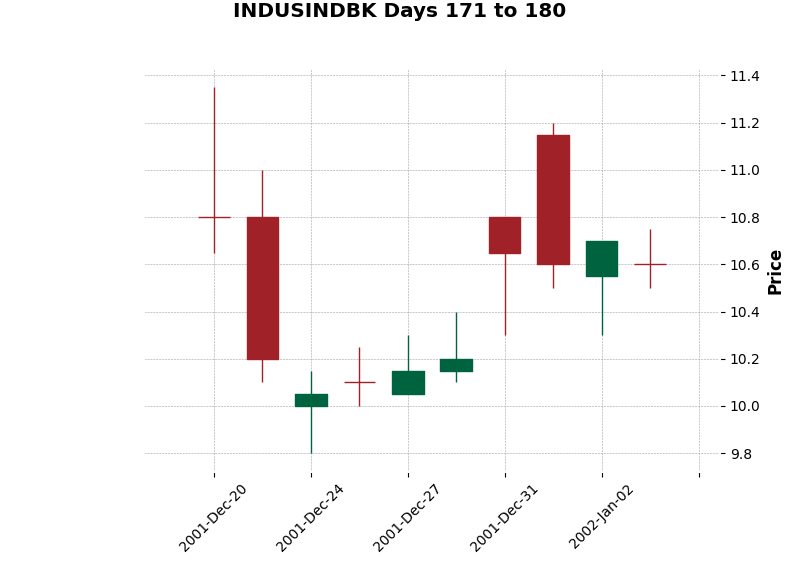 INDUSINDBK Days 171 to 180
11.4
11.2
11.0
10.8
10.6
10.4
10.2
10.0
9.8
Price
2001-Dec-20
2001-Dec-24
2001-Dec-27
2001-Dec-31
2002-Jan-02